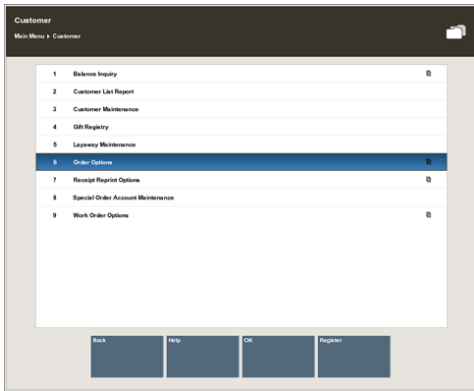 Customer
Main Menu Customer
1 Balance Inquiry
2 Customer List Report
3 Customer Maintenance
4 Gift Registry
5 Layaway Maintenance
6 Order Options
7 Receipt Reprint Options
8 Special Order Account Maintenance
9 Work Order Options
Back Help OK Register